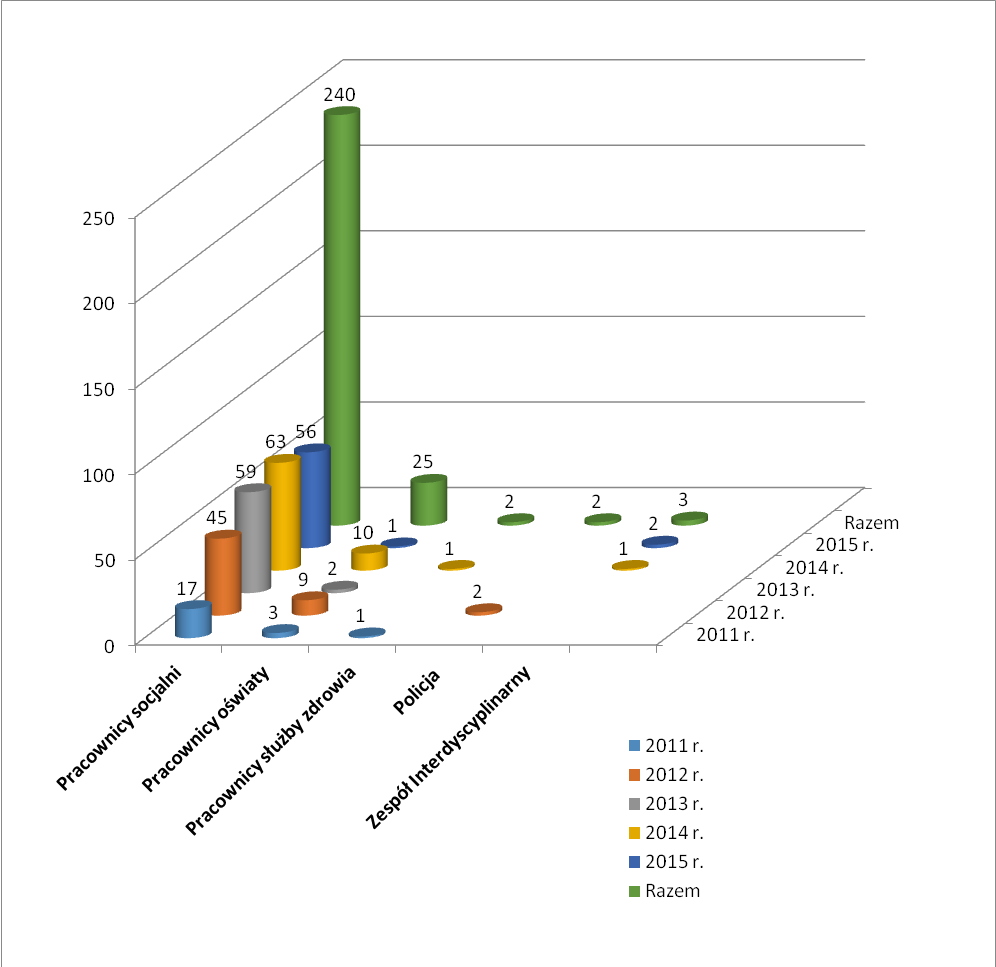 240
250
200
150
100
50
0
56
63
59
45
17
25
10
1
9
2
3
1
2
2
3
2
1
1
2
Razem
2015 r.
2014 r.
2013 r.
2012 r.
2011 r.
Pracownicy socjalni
Pracownicy oświaty
Pracownicy służby zdrowia
Policja
Zespół Interdyscyplinarny
2011 r.
2012 r.
2013 r.
2014 r.
2015 r.
Razem